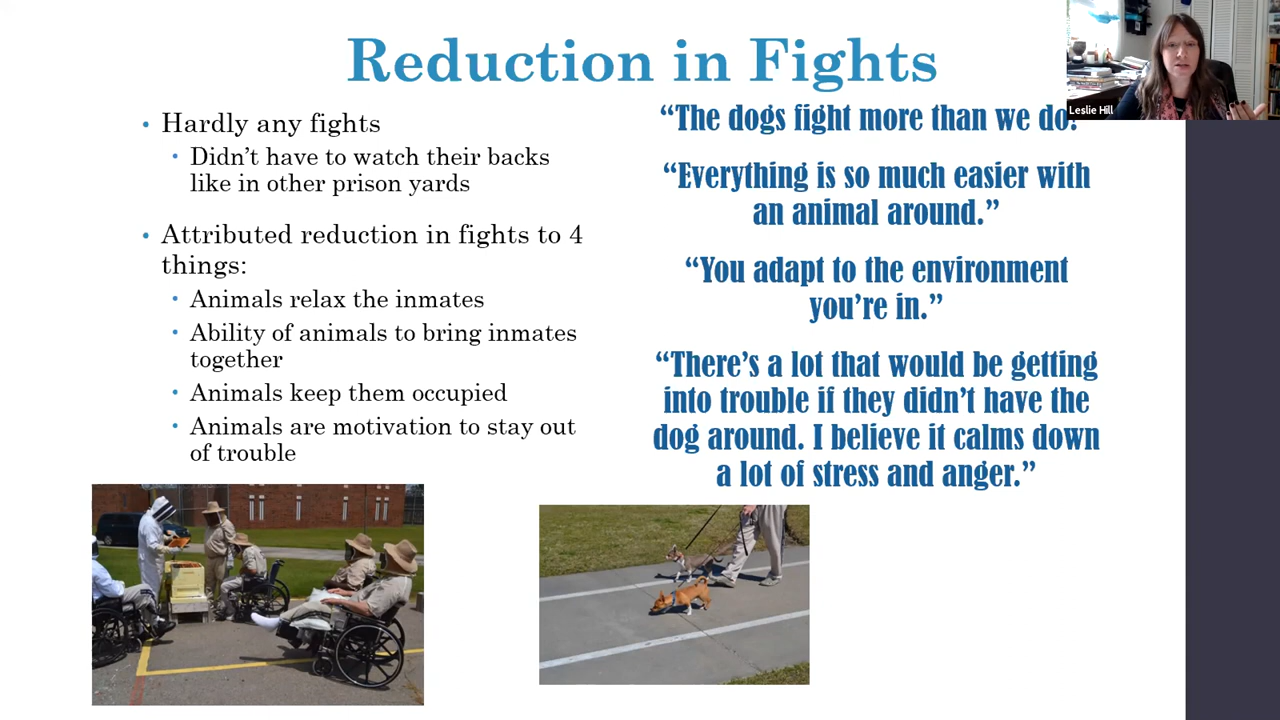 Reduction in Fights
• Hardly any fights
• Didn’t have to watch their backs
like in other prison yards
• Attributed reduction in fights to 4
things:
• Animals relax the inmates
• Ability of animals to bring inmates
together
• Animals keep them occupied
• Animals are motivation to stay out
of trouble
“The dogs fight more than we do.
“Everything is so much easier with
an animal around.”
“You adapt to the environment
you’re in.”
“There’s a lot that would be getting
into trouble if they didn’t have the
dog around. I believe it calms down
a lot of stress and anger.”
Leslie Hill